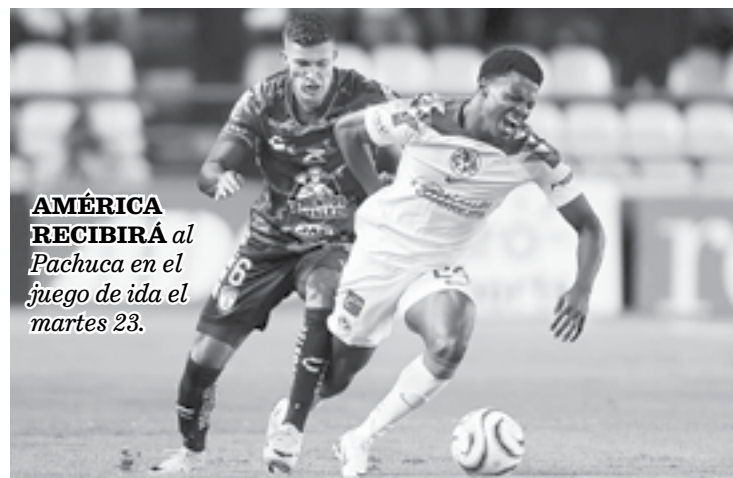 AMÉRICA
RECIBIRÁ al
Pachuca en el
juego de ida el
martes 23.